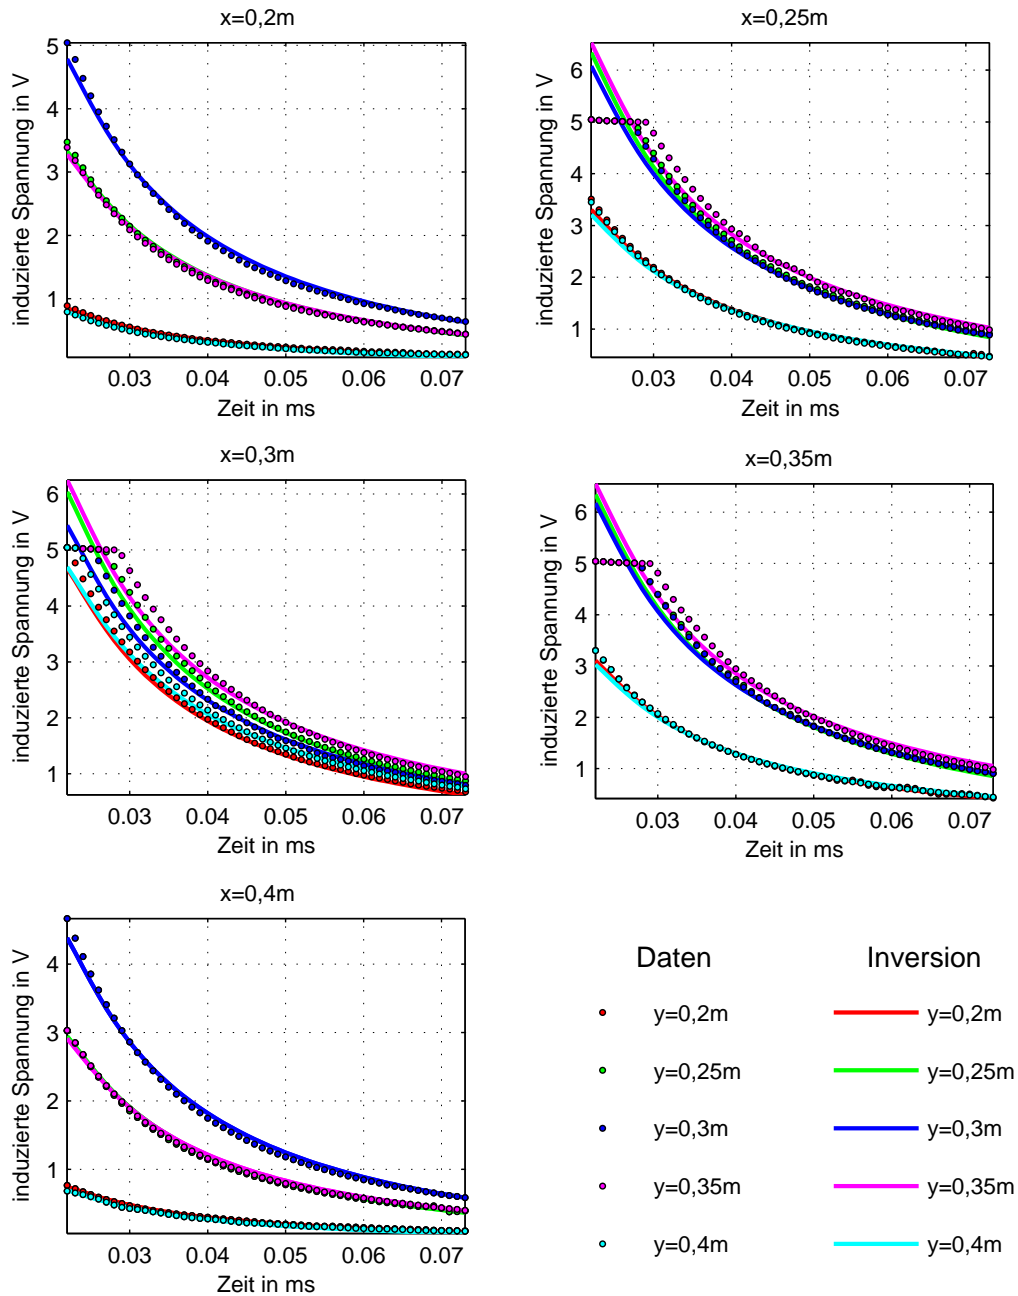 x=0,2m
5
4
3
2
1
induzierte Spannung in V
0.03 0.04 0.05 0.06 0.07
Zeit in ms
x=0,25m
6
5
4
3
2
1
induzierte Spannung in V
0.03 0.04 0.05 0.06 0.07
Zeit in ms
x=0,3m
6
5
4
3
2
1
induzierte Spannung in V
0.03 0.04 0.05 0.06 0.07
Zeit in ms
x=0,35m
6
5
4
3
2
1
induzierte Spannung in V
0.03 0.04 0.05 0.06 0.07
Zeit in ms
x=0,4m
4
3
2
1
induzierte Spannung in V
0.03 0.04 0.05 0.06 0.07
Zeit in ms
Daten Inversion
y=0,2m y=0,2m
y=0,25m y=0,25m
y=0,3m y=0,3m
y=0,35m y=0,35m
y=0,4m y=0,4m